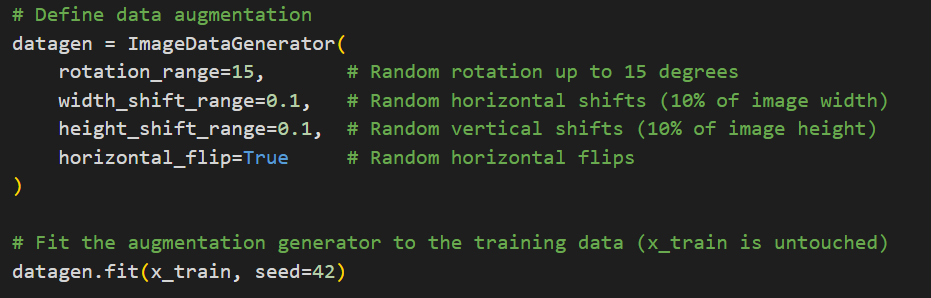 # Define data augmentation
datagen = ImageDataGenerator(
    rotation_range=15,       # Random rotation up to 15 degrees
    width_shift_range=0.1,   # Random horizontal shifts (10% of image width)
    height_shift_range=0.1,  # Random vertical shifts (10% of image height)
    horizontal_flip=True     # Random horizontal flips
)
# Fit the augmentation generator to the training data (x_train is untouched)
datagen.fit(x_train, seed=42)